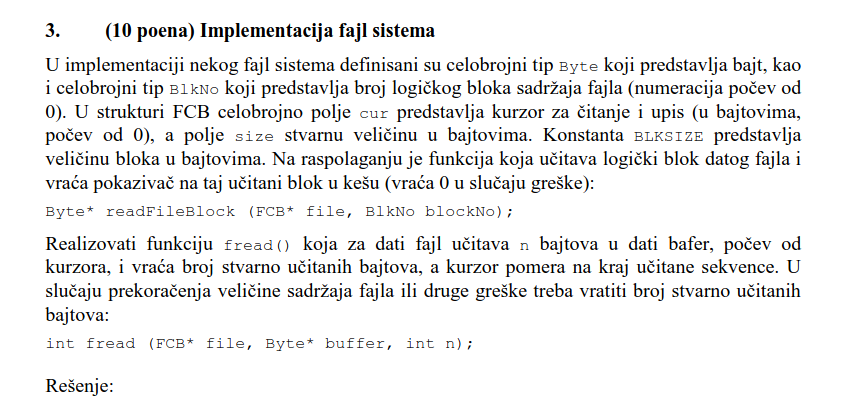 3. (10 poena) Implementacija fajl sistema
U implementaciji nekog fajl sistema definisani su celobrojni tip Byte koji predstavlja bajt, kao
i celobrojni tip BlkNo koji predstavlja broj logičkog bloka sadržaja fajla (numeracija počev od
0). U strukturi FCB celobrojno polje cur predstavlja kurzor za čitanje i upis (u bajtovima,
počev od 0), a polje size stvarnu veličinu u bajtovima. Konstanta BLKSIZE predstavlja
veličinu bloka u bajtovima. Na raspolaganju je funkcija koja učitava logički blok datog fajla i
vraća pokazivač na taj učitani blok u kešu (vraća 0 u slučaju greške):
Byte* readFileBlock (FCB* file, BlkNo blockNo);
Realizovati funkciju fread() koja za dati fajl učitava n bajtova u dati bafer, počev od
kurzora, i vraća broj stvarno učitanih bajtova, a kurzor pomera na kraj učitane sekvence. U
slučaju prekoračenja veličine sadržaja fajla ili druge greške treba vratiti broj stvarno učitanih
bajtova:
int fread (FCB* file, Byte* buffer, int n);
Rešenje: